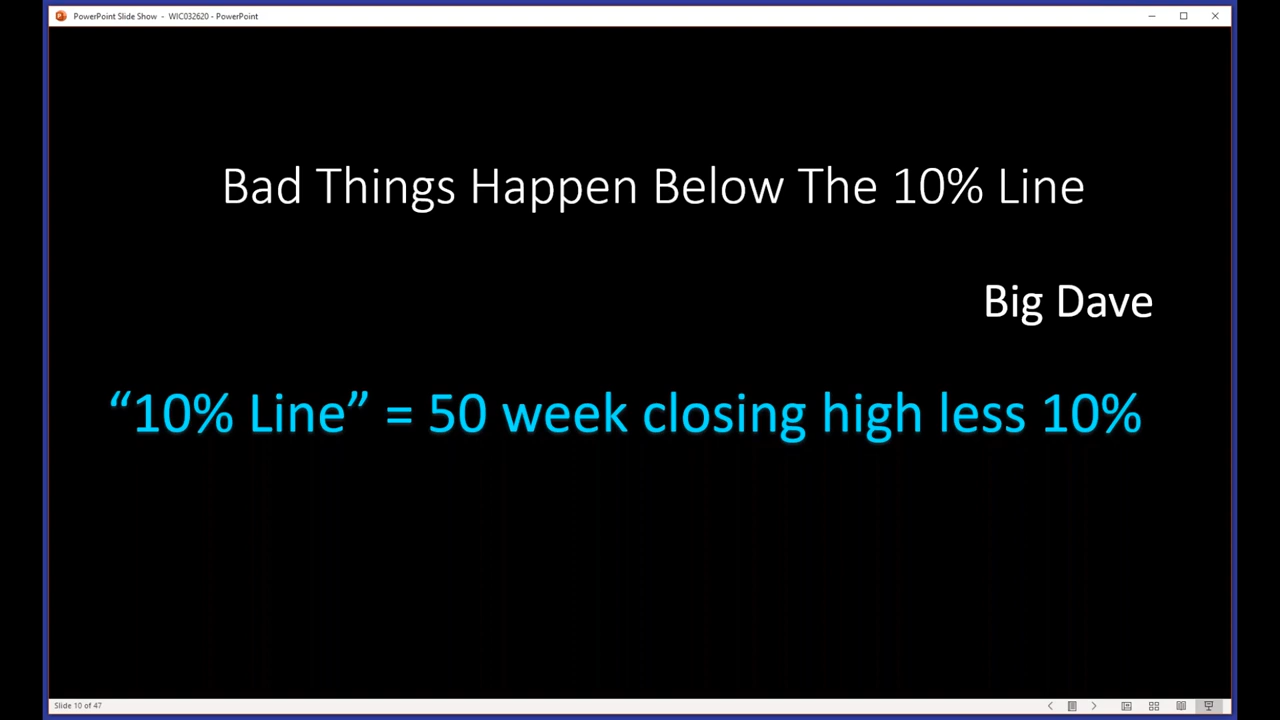 PowerPoint Slide Show - WIC032620 - PowerPoint
Bad Things Happen Below The 10% Line
Big Dave
“10% Line” = 50 week closing high less 10%
Slide 10 of 47